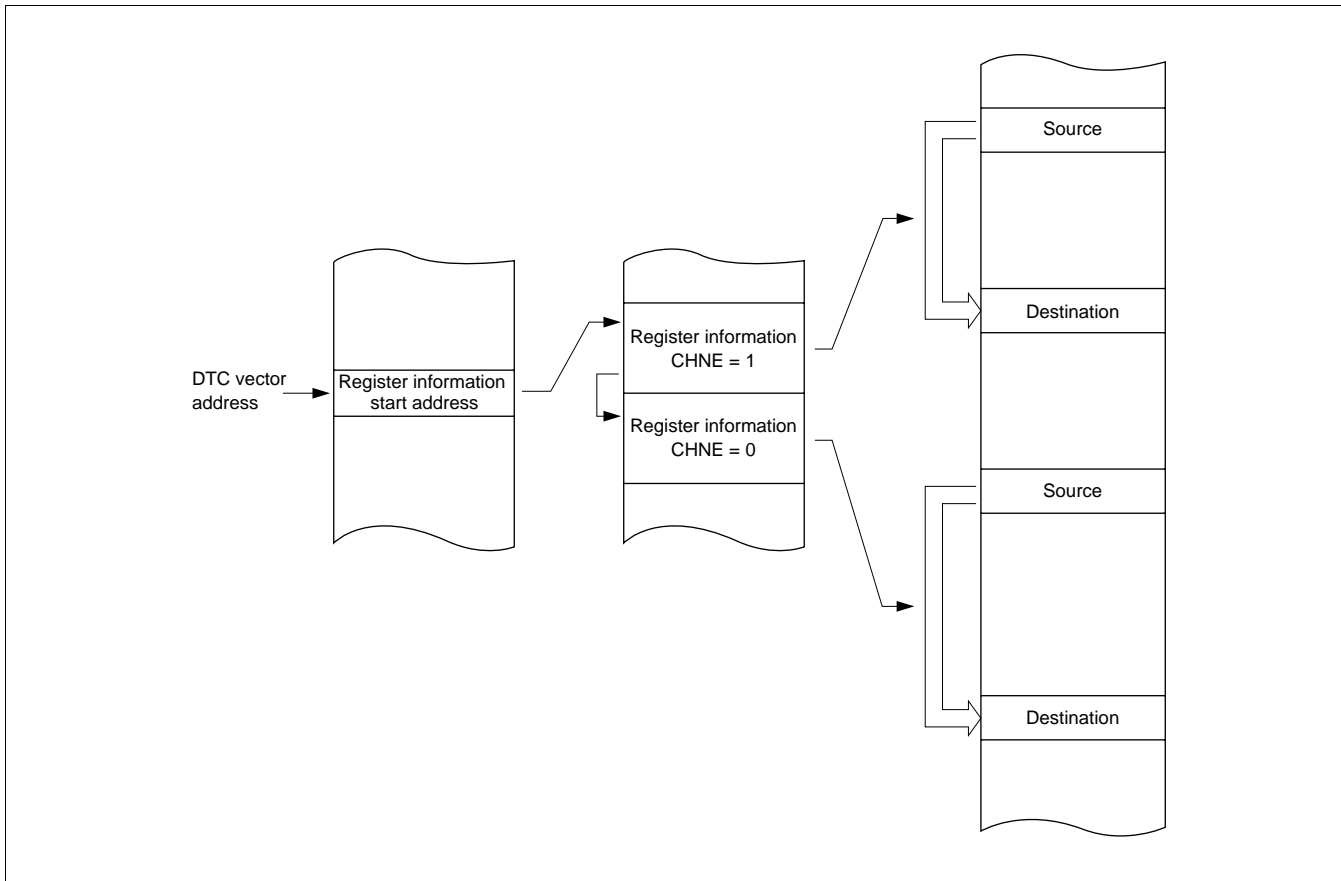 DTC vector
address
Register information
start address
Register information
CHNE = 1
Register information
CHNE = 0
Source
Destination
Source
Destination